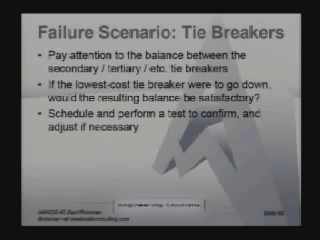 Failure Scenario: Tie Breakers
• Pay attention to the balance between the
secondary / tertiary / etc. tie breakers
• If the lowest-cost tie breaker were to go down,
would the resulting balance be satisfactory?
• Schedule and perform a test to confirm, and
adjust if necessary
Engineering Solutions